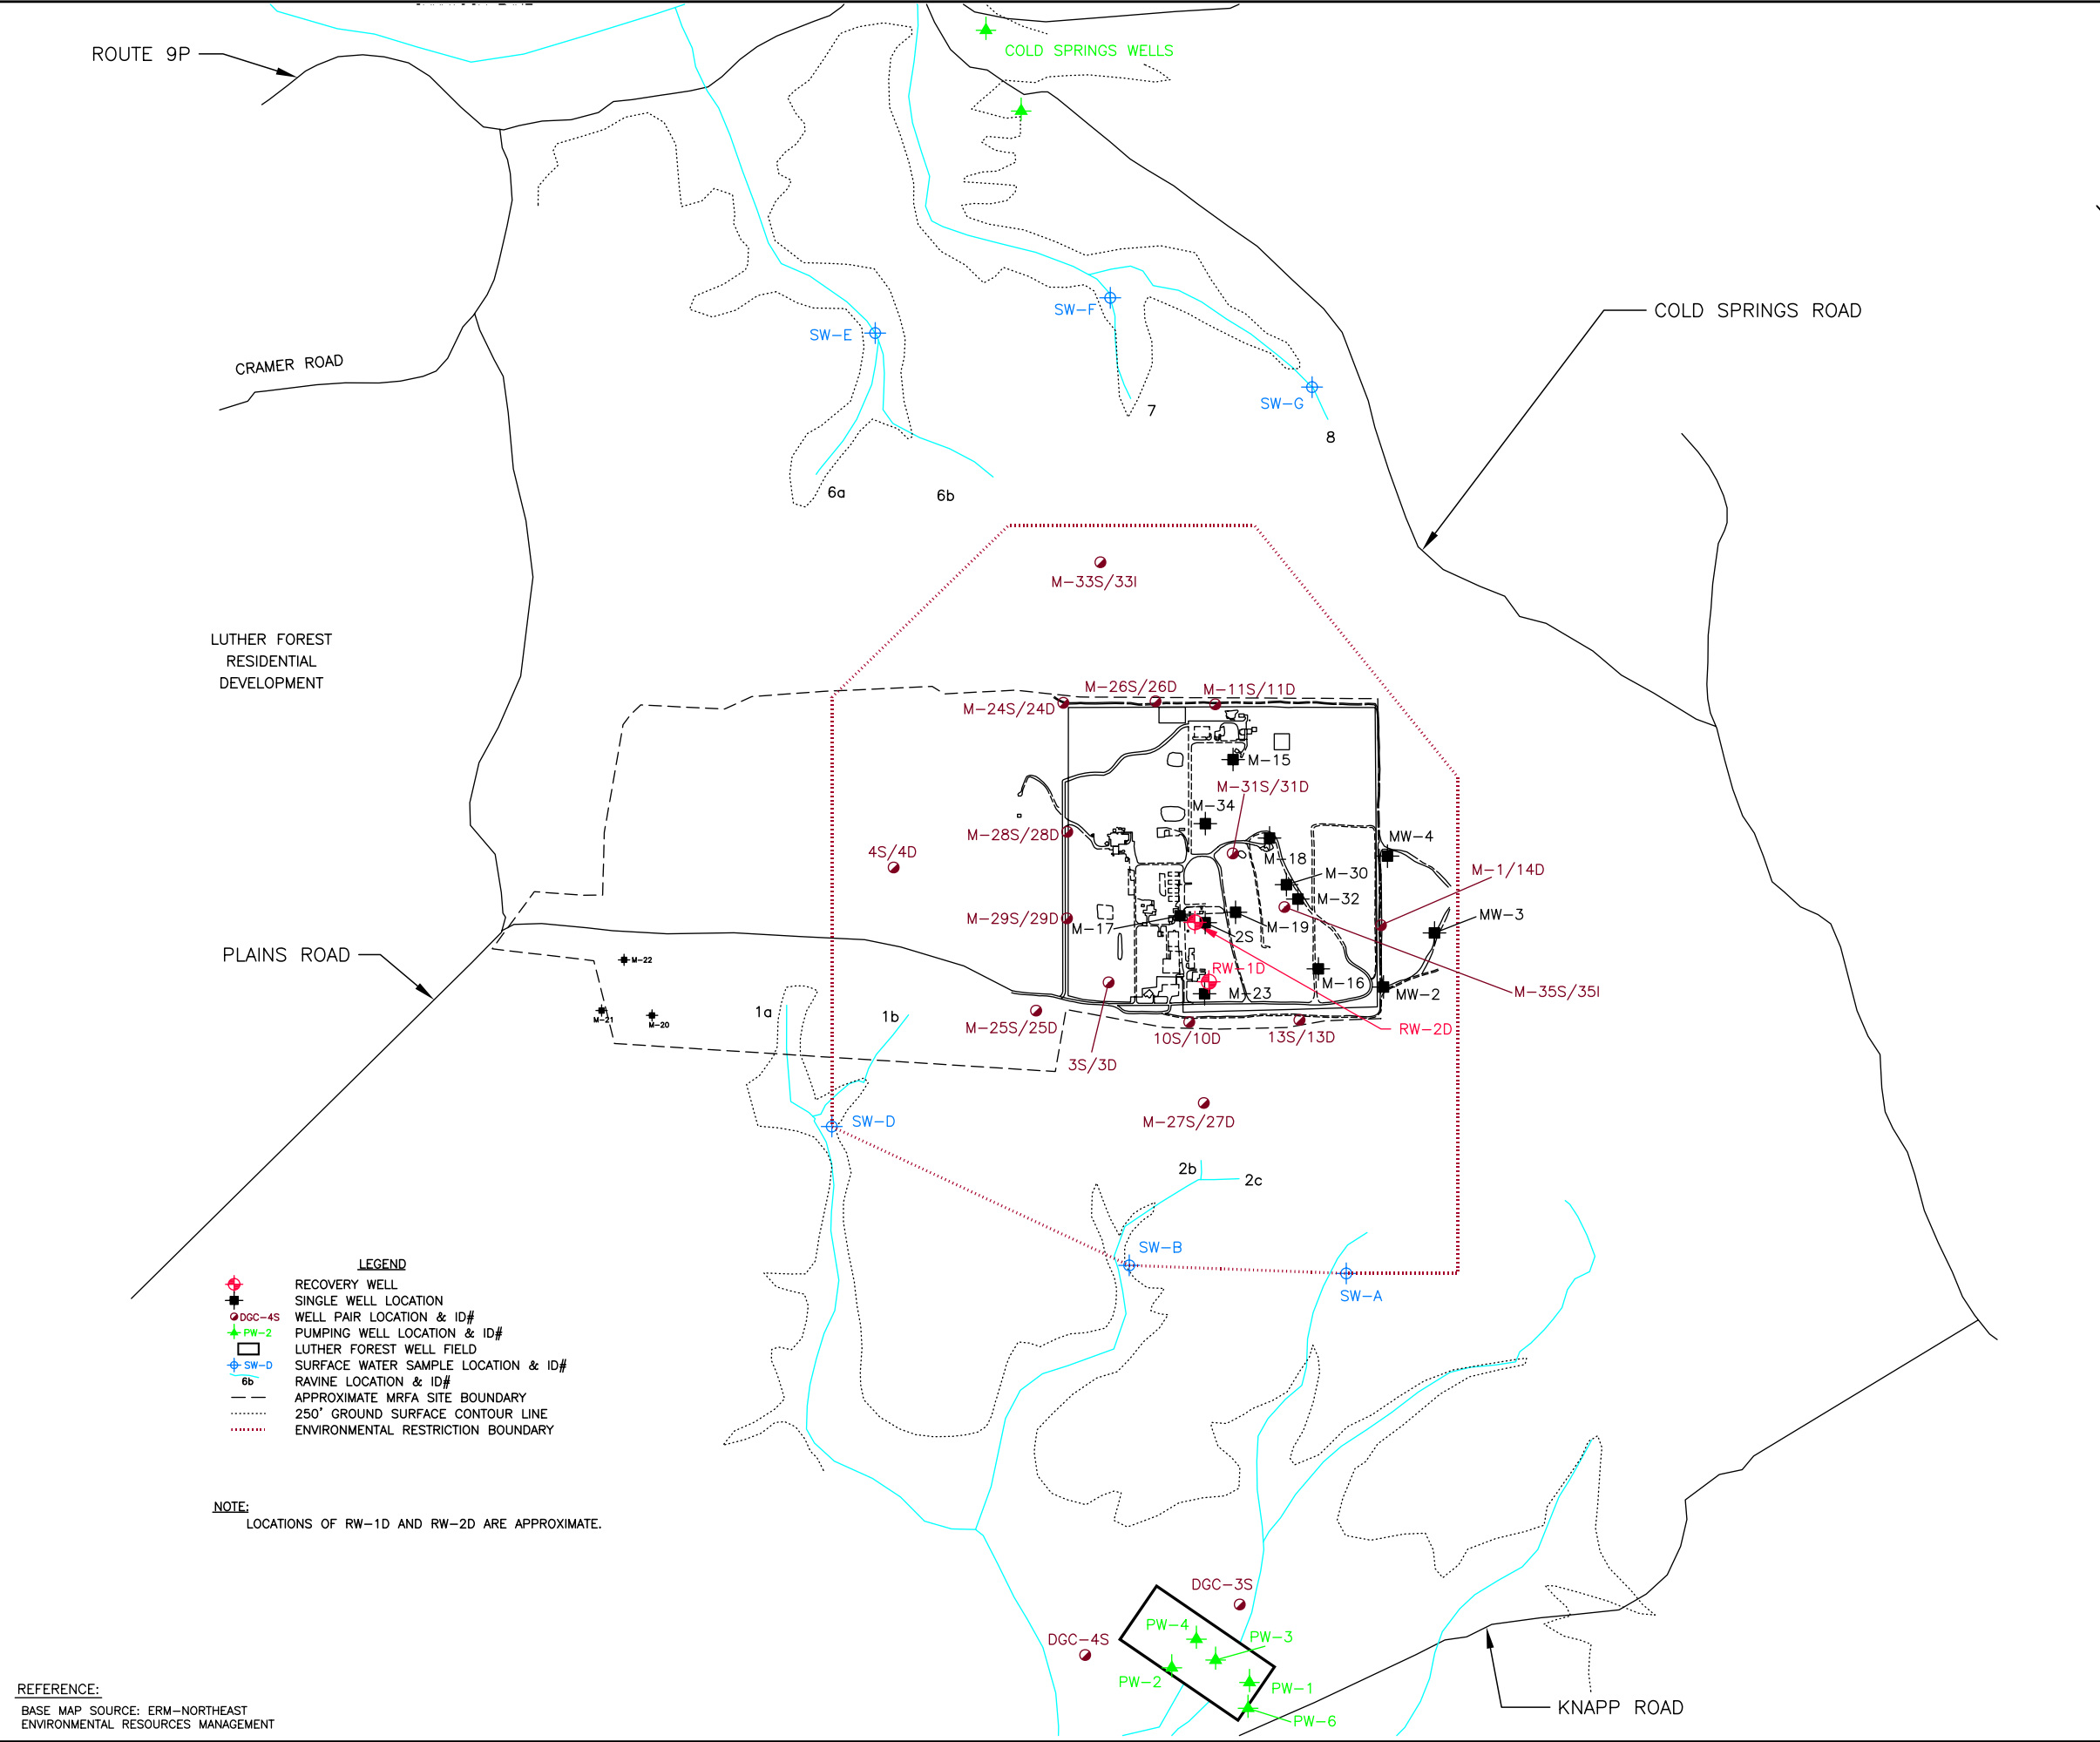 ROUTE 9P
COLD SPRINGS WELLS
SW-F
SW-E
COLD SPRINGS ROAD
CRAMER ROAD
SW-G
7
8
6a
6b
M-33S/33I
LUTHER FOREST
RESIDENTIAL
DEVELOPMENT
M-26S/26D
M-11S/11D
M-24S/24D
M-15
M-31S/31D
M-34
M-28S/28D
MW-4
4S/4D
M-18
M-30
M-1/14D
M-32
M-29S/29D
MW-3
M-17
M-19
2S
PLAINS ROAD
M-22
RW-1D
M-16
M-23
MW-2
M-35S/35I
1a
1b
M-21
M-20
M-25S/25D
RW-2D
10S/10D
13S/13D
3S/3D
SW-D
M-27S/27D
2b
2c
SW-B
SW-A
LEGEND
RECOVERY WELL
SINGLE WELL LOCATION
DGC-4S WELL PAIR LOCATION & ID#
PW-2 PUMPING WELL LOCATION & ID#
LUTHER FOREST WELL FIELD
SW-D SURFACE WATER SAMPLE LOCATION & ID#
6b RAVINE LOCATION & ID#
APPROXIMATE MRFA SITE BOUNDARY
250' GROUND SURFACE CONTOUR LINE
ENVIRONMENTAL RESTRICTION BOUNDARY
NOTE:
LOCATIONS OF RW-1D AND RW-2D ARE APPROXIMATE.
DGC-3S
PW-4
PW-3
DGC-4S
PW-2
PW-1
PW-6
KNAPP ROAD
REFERENCE:
BASE MAP SOURCE: ERM-NORTHEAST
ENVIRONMENTAL RESOURCES MANAGEMENT